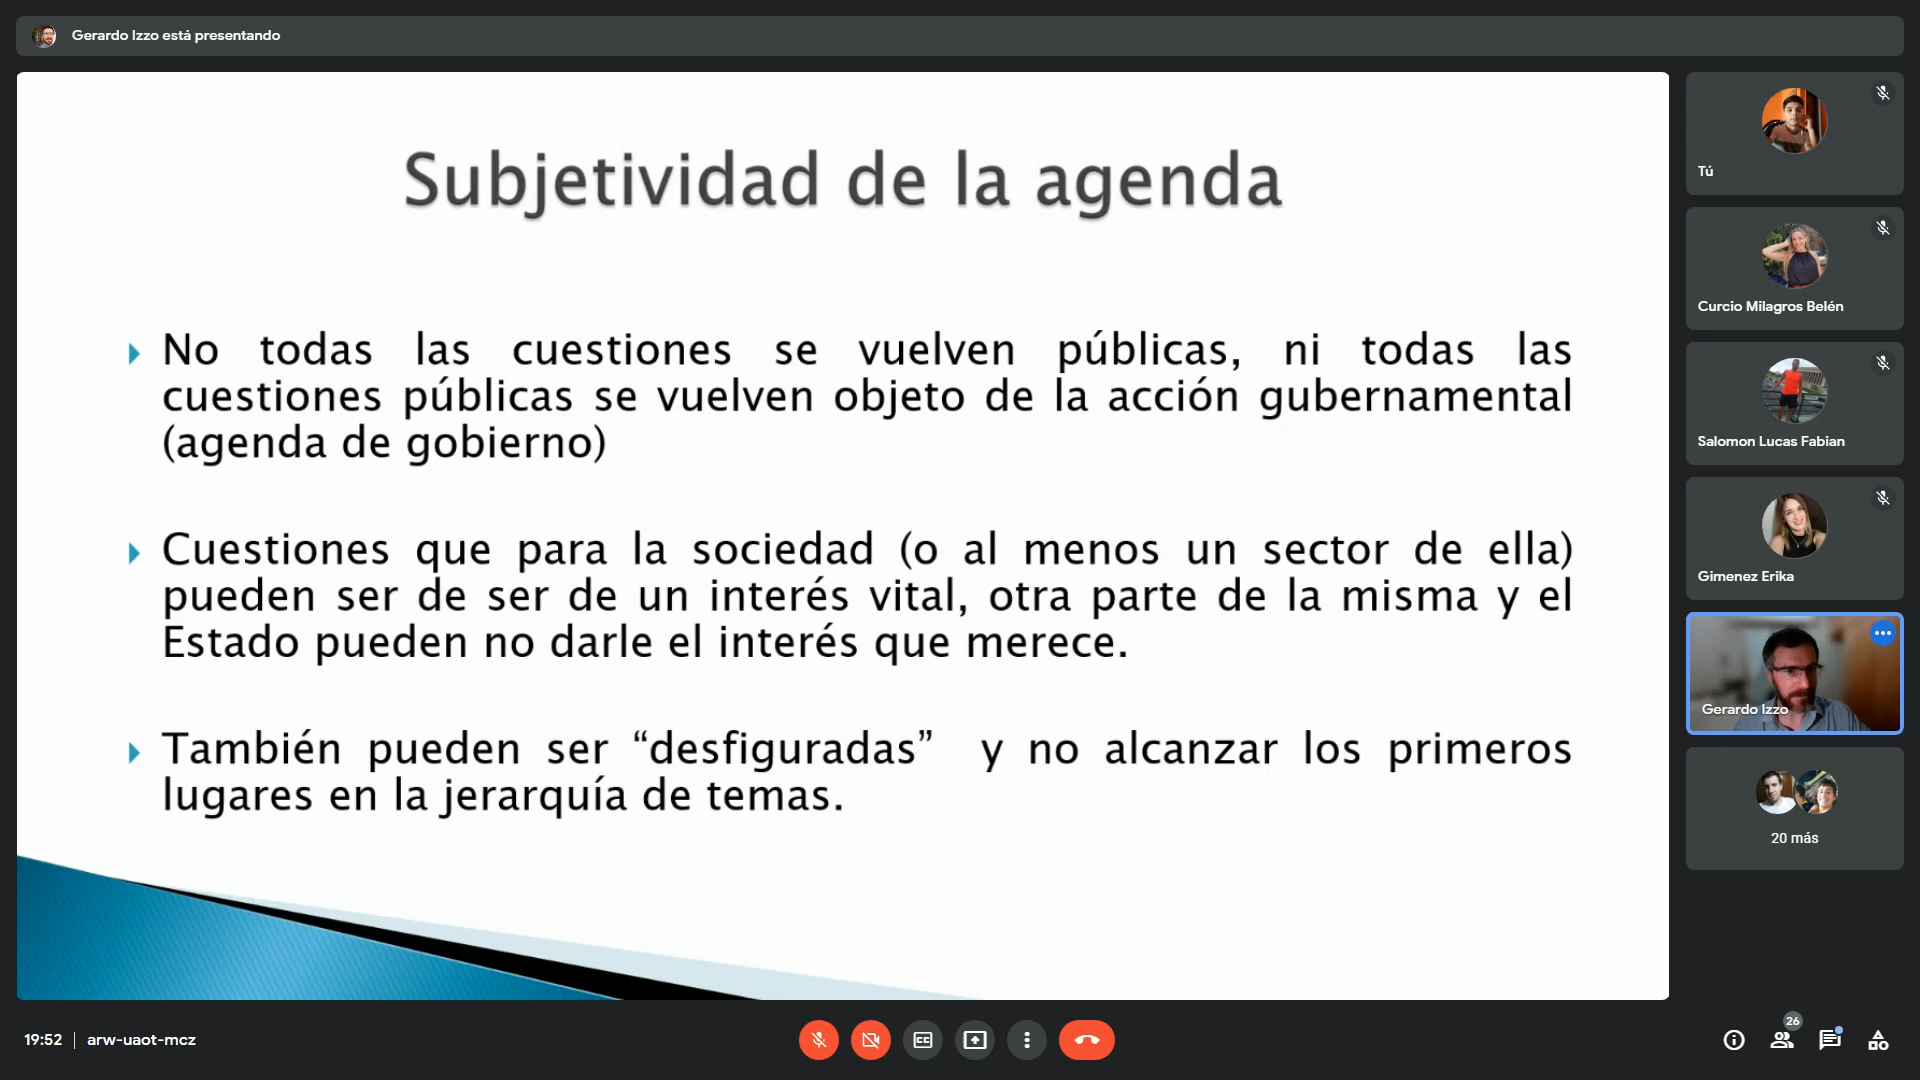 Gerardo Izzo está presentando
Subjetividad de la agenda
No todas las cuestiones se vuelven públicas, ni todas las
cuestiones públicas se vuelven objeto de la acción gubernamental
(agenda de gobierno)
Cuestiones que para la sociedad (o al menos un sector de ella)
pueden ser de ser de un interés vital, otra parte de la misma y el
Estado pueden no darle el interés que merece.
También pueden ser “desfiguradas” y no alcanzar los primeros
lugares en la jerarquía de temas.
Tú
Curcio Milagros Belén
Salomon Lucas Fabian
Gimenez Erika
Gerardo Izzo
20 más
19:52 | arw-uaot-mcz
CC
26